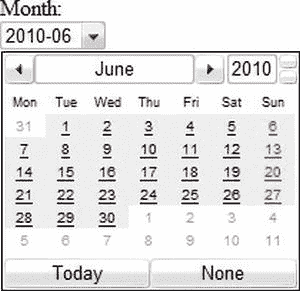 Month:
2010-06
June 2010
Mon Tue Wed Thu Fri Sat Sun
31 1 2 3 4 5 6
7 8 9 10 11 12 13
14 15 16 17 18 19 20
21 22 23 24 25 26 27
28 29 30 1 2 3 4
5 6 7 8 9 10 11
Today None